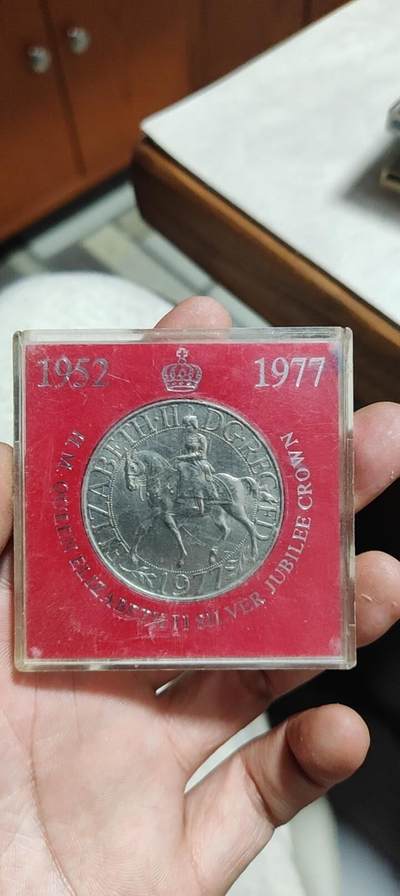 1952
1977
H.M. QUEEN ELIZABETH II SILVER JUBILEE CROWN
ELIZABETH·II D·G·REG F·D
1977